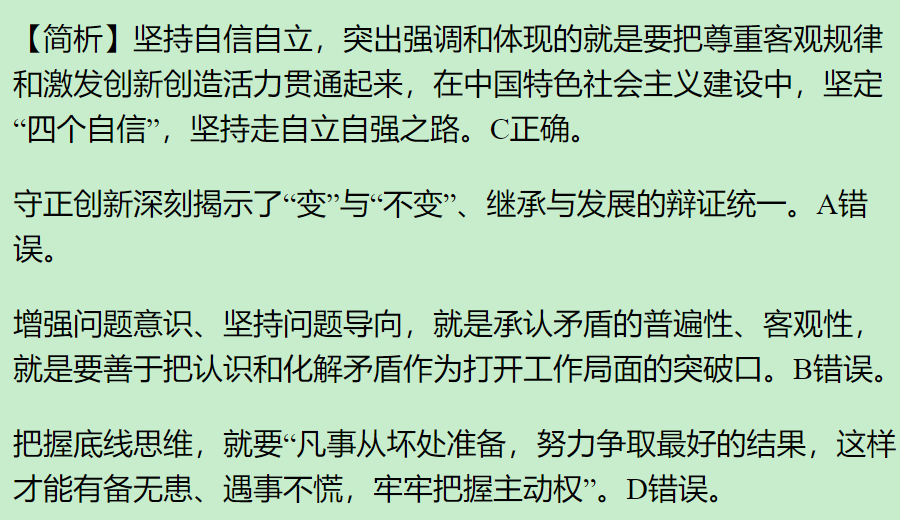 【简析】坚持自信自立，突出强调和体现的就是要把尊重客观规律
和激发创新创造活力贯通起来，在中国特色社会主义建设中，坚定
“四个自信”，坚持走自立自强之路。C正确。
守正创新深刻揭示了“变”与“不变”、继承与发展的辩证统一。A错
误。
增强问题意识、坚持问题导向，就是承认矛盾的普遍性、客观性，
就是要善于把认识和化解矛盾作为打开工作局面的突破口。B错误。
把握底线思维，就要“凡事从坏处准备，努力争取最好的结果，这样
才能有备无患、遇事不慌，牢牢把握主动权”。D错误。